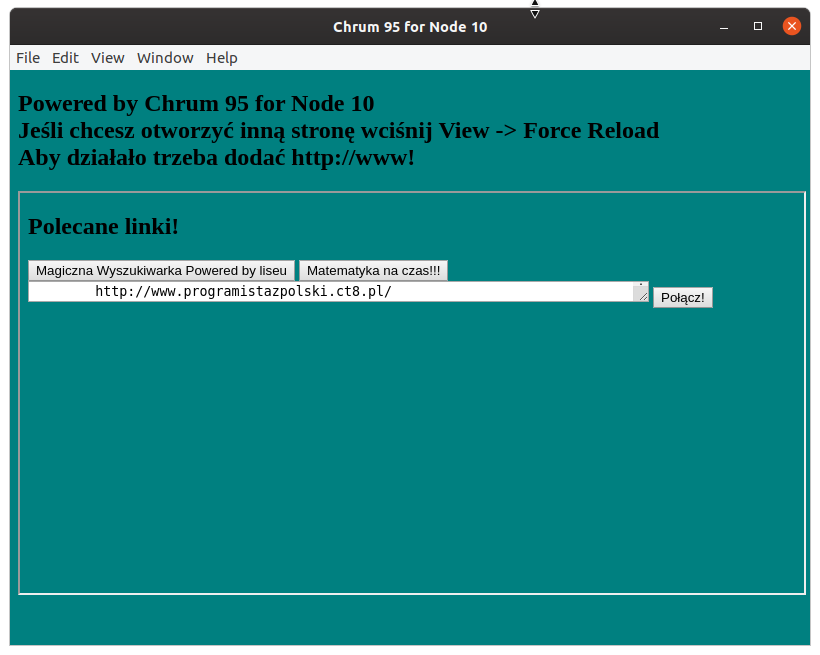 Chrum 95 for Node 10
File Edit View Window Help
Powered by Chrum 95 for Node 10
Jeśli chcesz otworzyć inną stronę wciśnij View -> Force Reload
Aby działało trzeba dodać http://www!
Polecane linki!
Magiczna Wyszukiwarka Powered by liseu Matematyka na czas!!!
http://www.programistazpolski.ct8.pl/ Połącz!